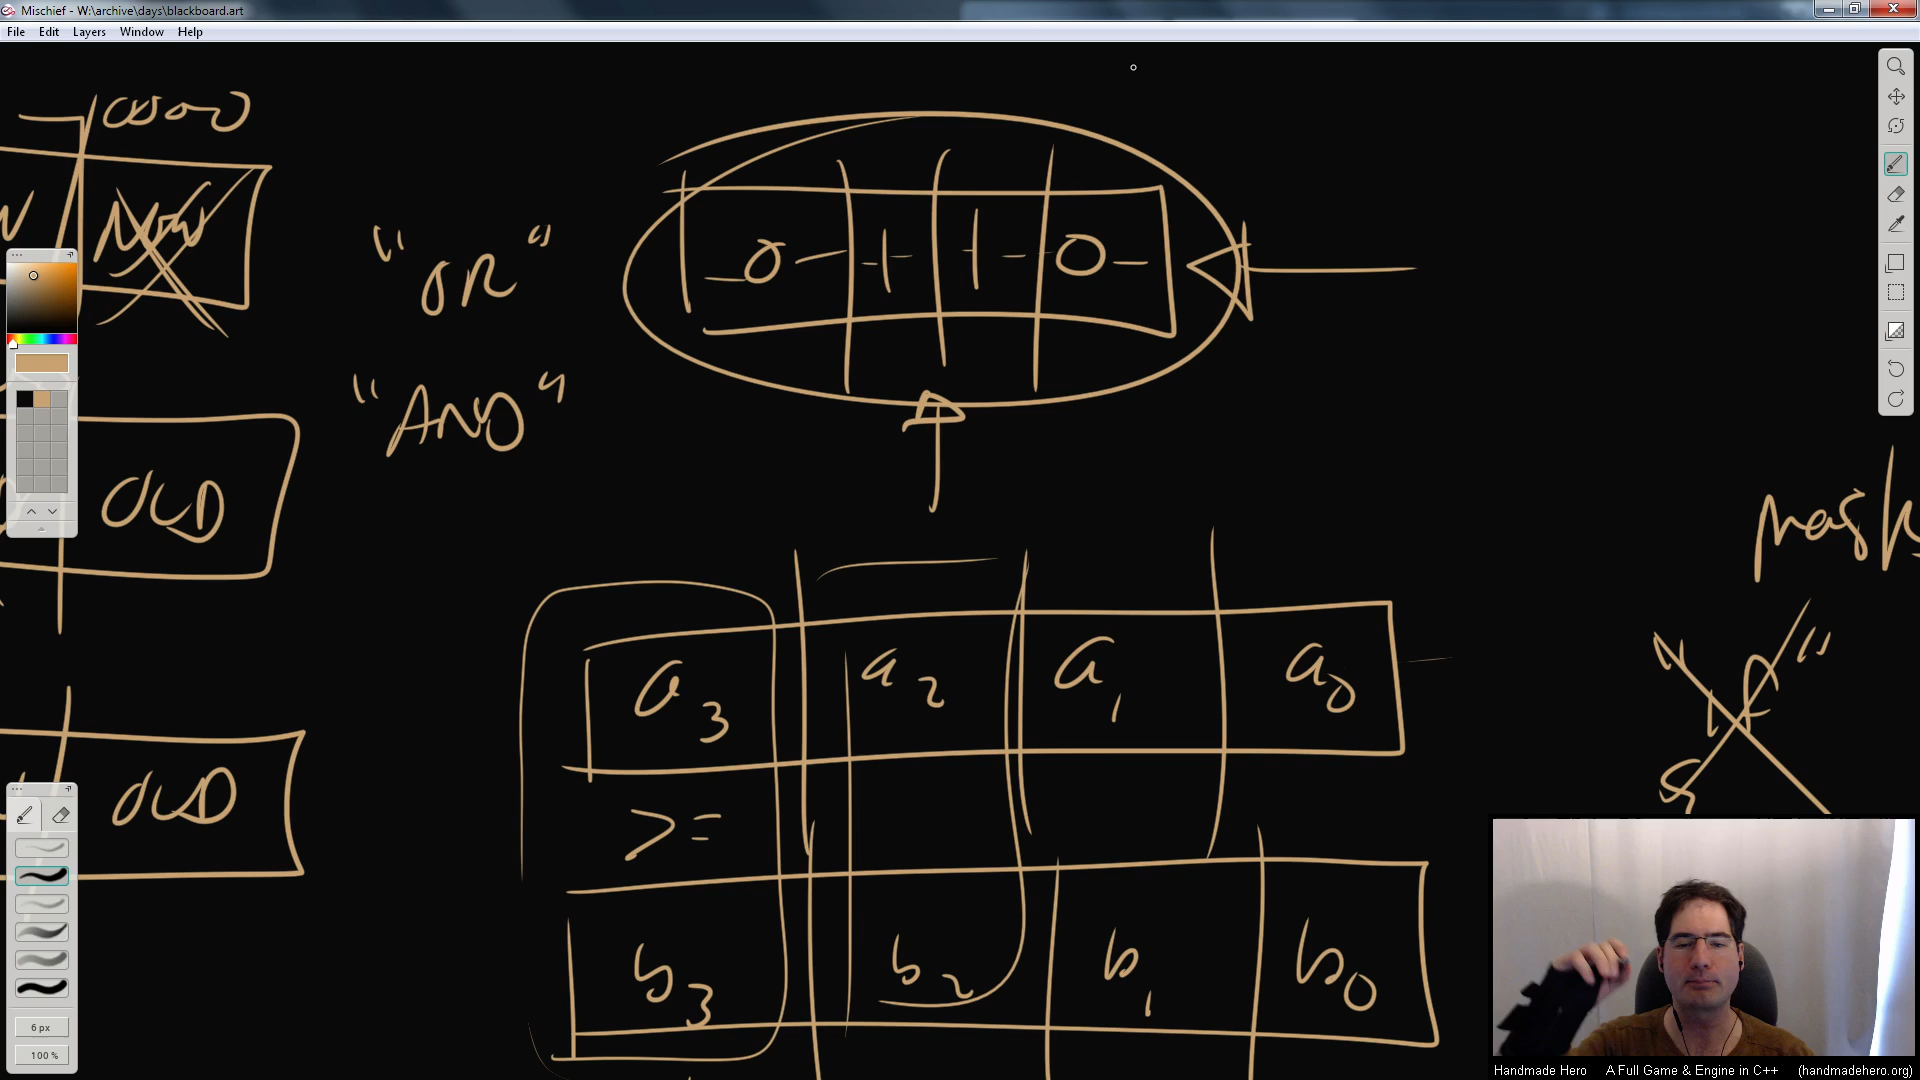 Mischief - W:\archive\days\blackboard.art
File Edit Layers Window Help
New
"OR"
-0- -1- 1- 0-
"AND"
OLD
mask
a3 a2 a1 a0
OLD
>=
b3 b2 b1 b0
6 px
100 %
Handmade Hero A Full Game & Engine in C++ (handmadehero.org)